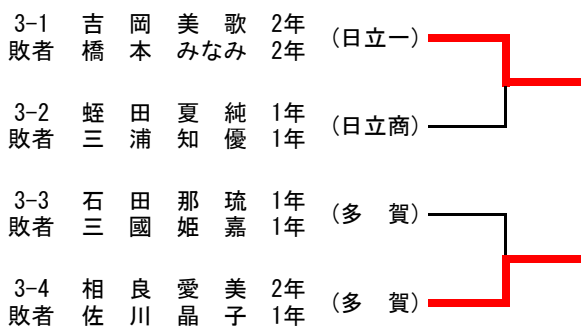 3-1 吉岡美歌 2年 (日立一)
敗者 橋本みなみ 2年
3-2 蛭田夏純 1年 (日立商)
敗者 三浦知優 1年
3-3 石田那琉 1年 (多賀)
敗者 三國姫嘉 1年
3-4 相良愛美 2年 (多賀)
敗者 佐川晶子 1年